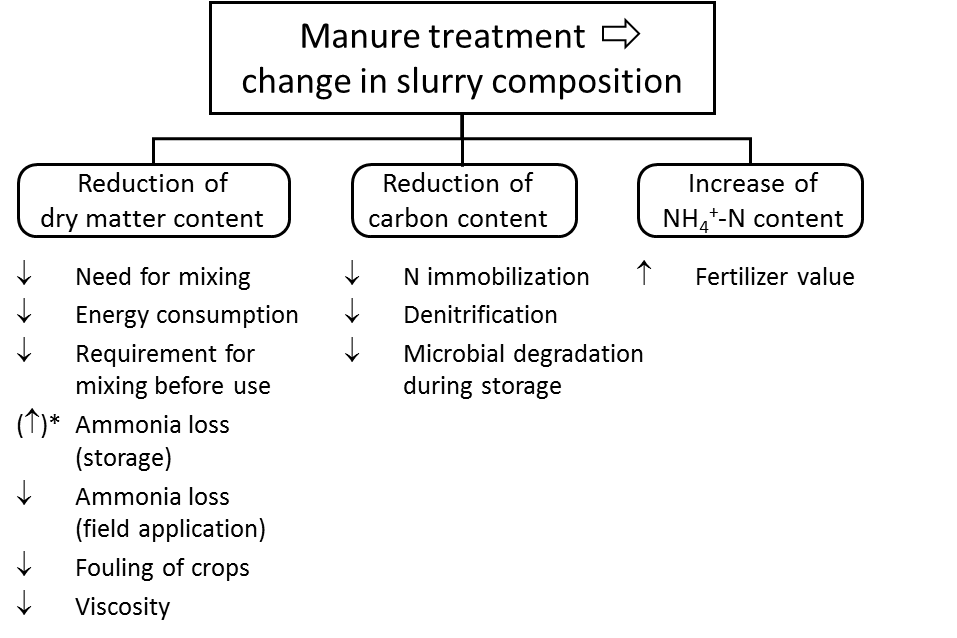 Manure treatment ⇨
change in slurry composition
Reduction of
dry matter content
↓ Need for mixing
↓ Energy consumption
↓ Requirement for
mixing before use
(↑)* Ammonia loss
(storage)
↓ Ammonia loss
(field application)
↓ Fouling of crops
↓ Viscosity
Reduction of
carbon content
↓ N immobilization
↓ Denitrification
↓ Microbial degradation
during storage
Increase of
NH₄⁺-N content
↑ Fertilizer value